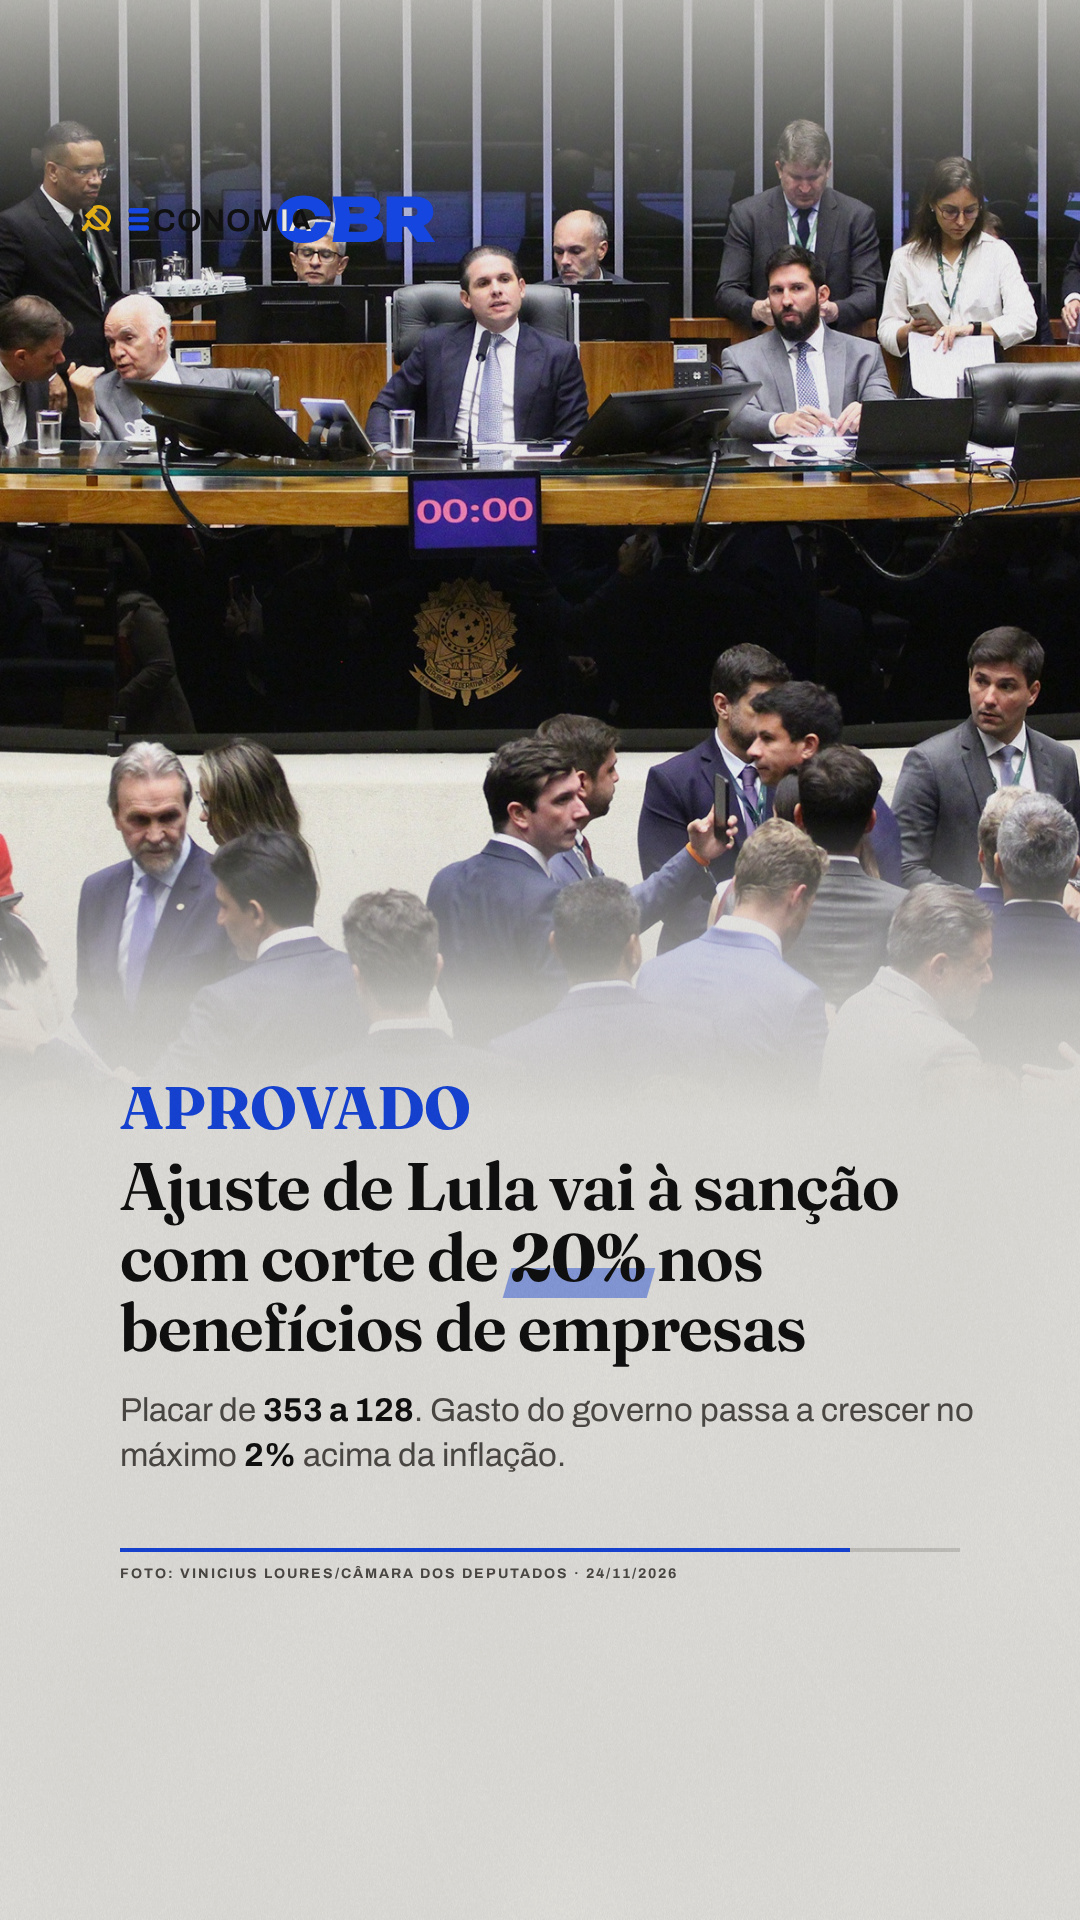 ECONOMIA CBR
00:00
APROVADO
Ajuste de Lula vai à sanção
com corte de 20% nos
benefícios de empresas
Placar de 353 a 128. Gasto do governo passa a crescer no
máximo 2% acima da inflação.
FOTO: VINICIUS LOURES/CÂMARA DOS DEPUTADOS · 24/11/2026